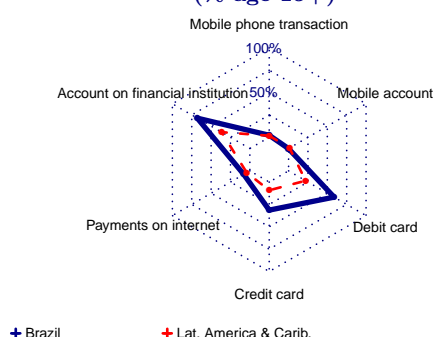 (% age 15+)
Mobile phone transaction
100%
Account on financial institution
50%
Mobile account
Payments on internet
Debit card
Credit card
Brazil
Lat. America & Carib.